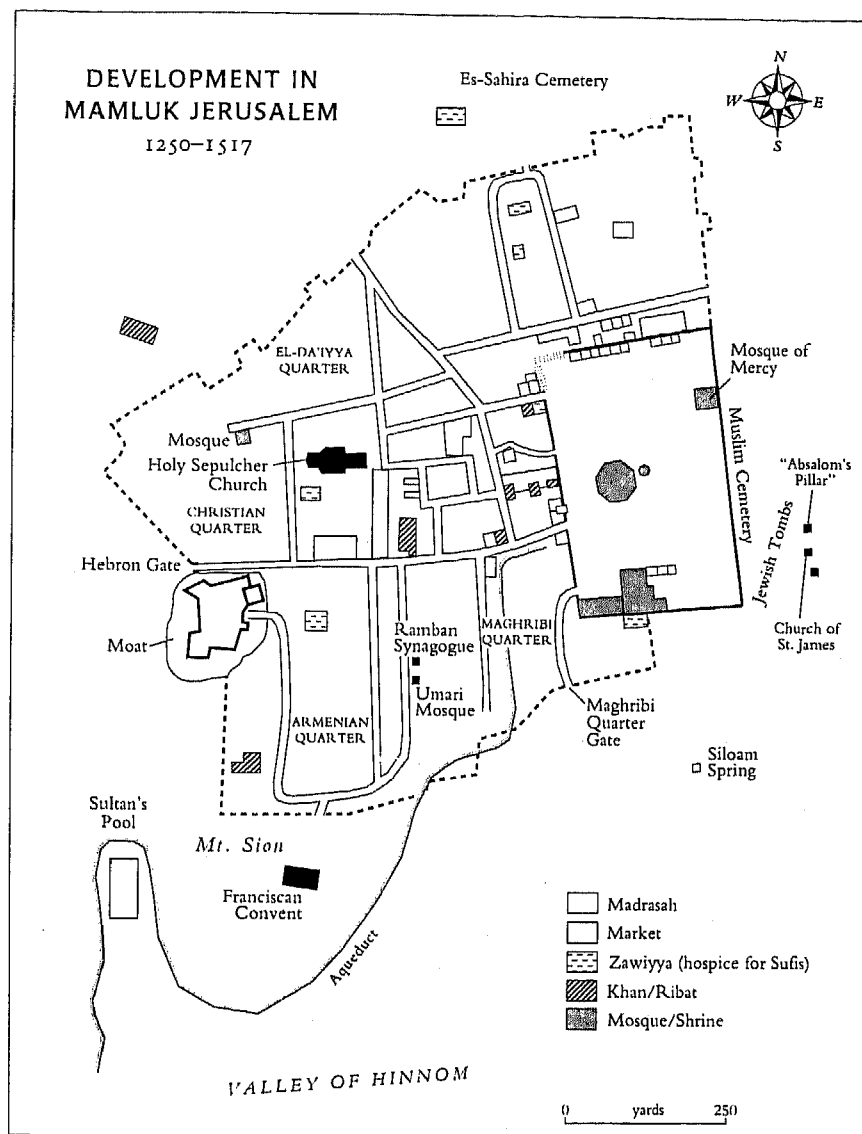 DEVELOPMENT IN
MAMLUK JERUSALEM
1250–1517
Es-Sahira Cemetery
N
W
E
S
EL-DA'IYYA
QUARTER
Mosque of
Mercy
Mosque
Holy Sepulcher
Church
CHRISTIAN
QUARTER
Muslim Cemetery
"Absalom's
Pillar"
Jewish Tombs
Church of
St. James
Hebron Gate
Moat
Ramban
Synagogue
MAGHRIBI
QUARTER
Umari
Mosque
ARMENIAN
QUARTER
Maghribi
Quarter
Gate
Siloam
Spring
Sultan's
Pool
Mt. Sion
Franciscan
Convent
Aqueduct
VALLEY OF HINNOM
Madrasah
Market
Zawiyya (hospice for Sufis)
Khan/Ribat
Mosque/Shrine
0 yards 250